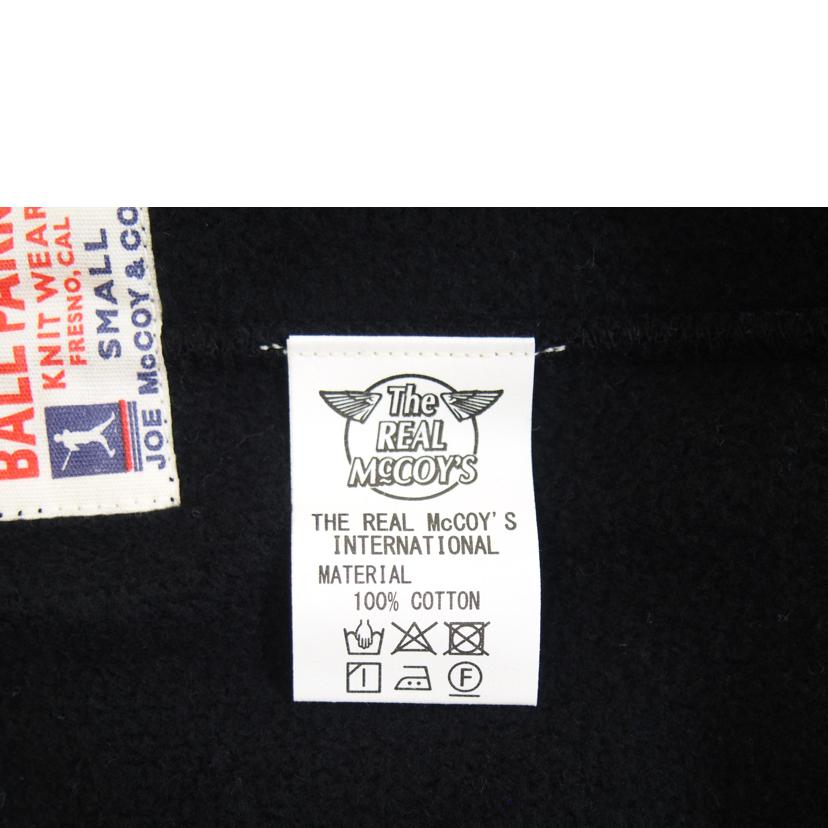 BALL PARK
KNIT WEAR
FRESNO, CAL
SMALL
JOE McCOY & CO
The
REAL
McCOY'S
THE REAL McCOY'S
INTERNATIONAL
MATERIAL
100% COTTON
F